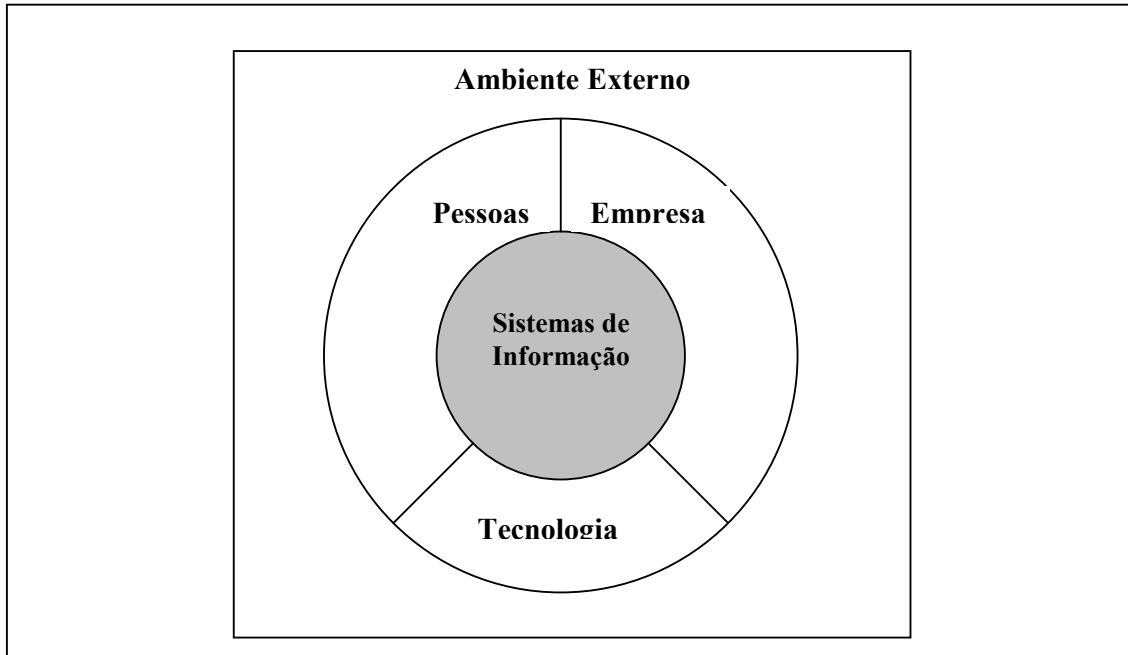 Ambiente Externo
Pessoas
Empresa
Sistemas de
Informação
Tecnologia